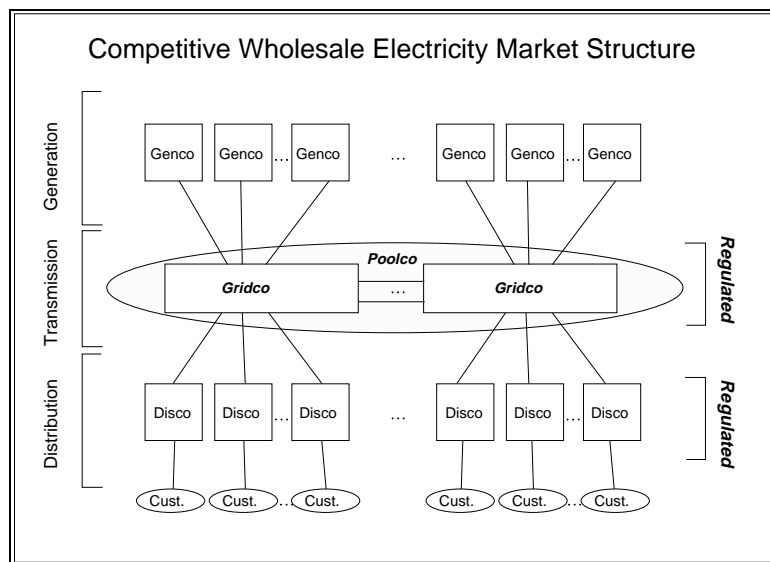 Competitive Wholesale Electricity Market Structure
Generation
Genco Genco ... Genco ... Genco Genco ... Genco
Transmission
Poolco
Gridco ... Gridco
Regulated
Distribution
Disco Disco ... Disco ... Disco Disco ... Disco
Regulated
Cust. Cust. ... Cust. Cust. Cust. ... Cust.